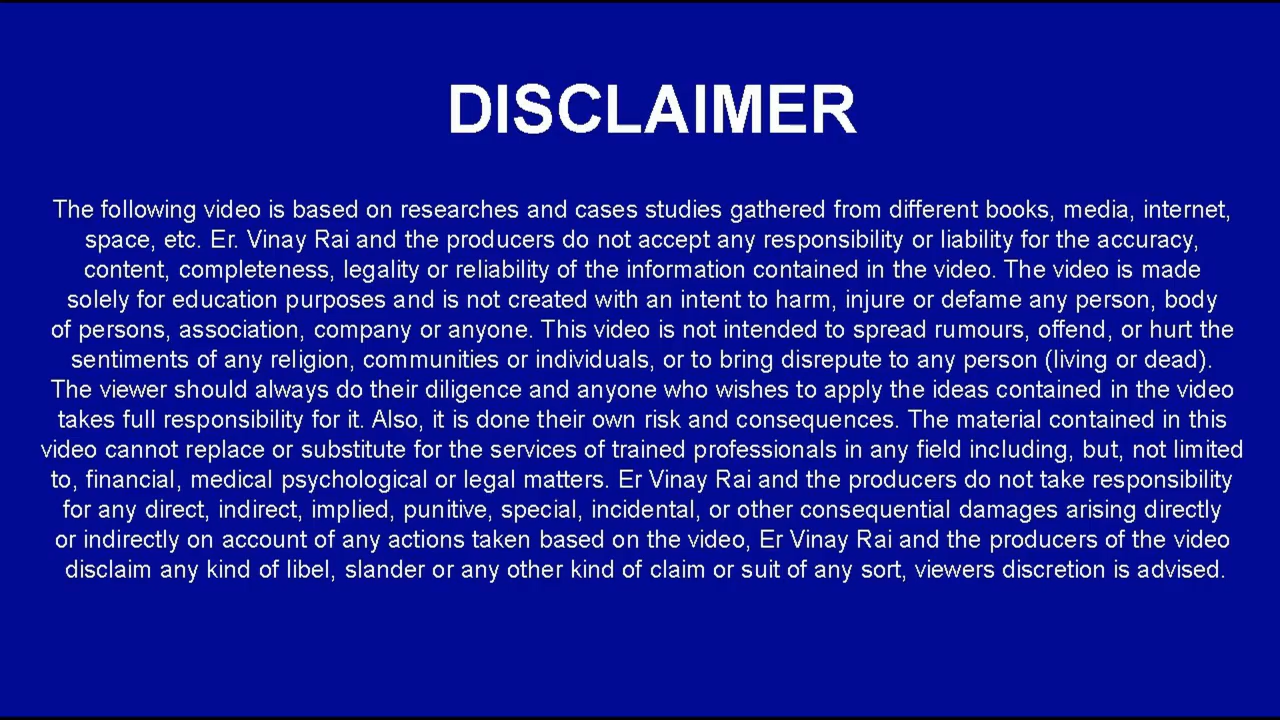 DISCLAIMER
The following video is based on researches and cases studies gathered from different books, media, internet,
space, etc. Er. Vinay Rai and the producers do not accept any responsibility or liability for the accuracy,
content, completeness, legality or reliability of the information contained in the video. The video is made
solely for education purposes and is not created with an intent to harm, injure or defame any person, body
of persons, association, company or anyone. This video is not intended to spread rumours, offend, or hurt the
sentiments of any religion, communities or individuals, or to bring disrepute to any person (living or dead).
The viewer should always do their diligence and anyone who wishes to apply the ideas contained in the video
takes full responsibility for it. Also, it is done their own risk and consequences. The material contained in this
video cannot replace or substitute for the services of trained professionals in any field including, but, not limited
to, financial, medical psychological or legal matters. Er Vinay Rai and the producers do not take responsibility
for any direct, indirect, implied, punitive, special, incidental, or other consequential damages arising directly
or indirectly on account of any actions taken based on the video, Er Vinay Rai and the producers of the video
disclaim any kind of libel, slander or any other kind of claim or suit of any sort, viewers discretion is advised.